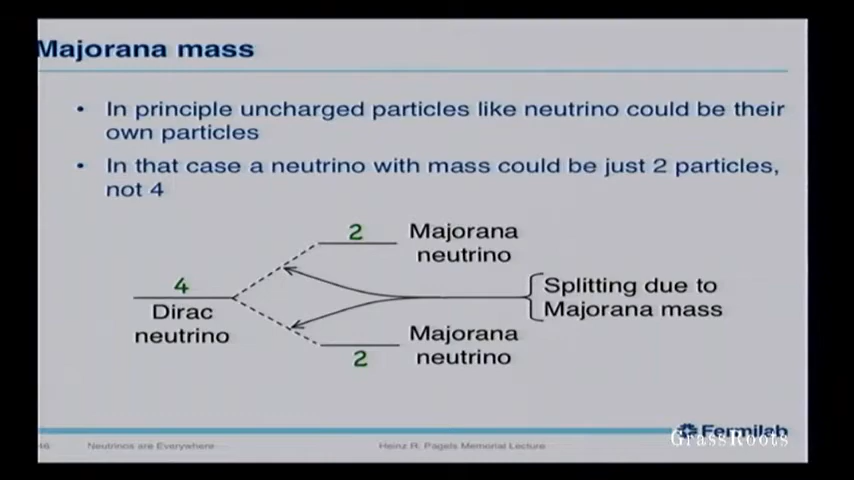 Majorana mass
• In principle uncharged particles like neutrino could be their
own particles
• In that case a neutrino with mass could be just 2 particles,
not 4
2
Majorana
neutrino
4
Dirac
neutrino
Splitting due to
Majorana mass
Majorana
neutrino
2
Fermilab
GrassRoots
46
Neutrinos are Everywhere
Heinz R. Pagels Memorial Lecture